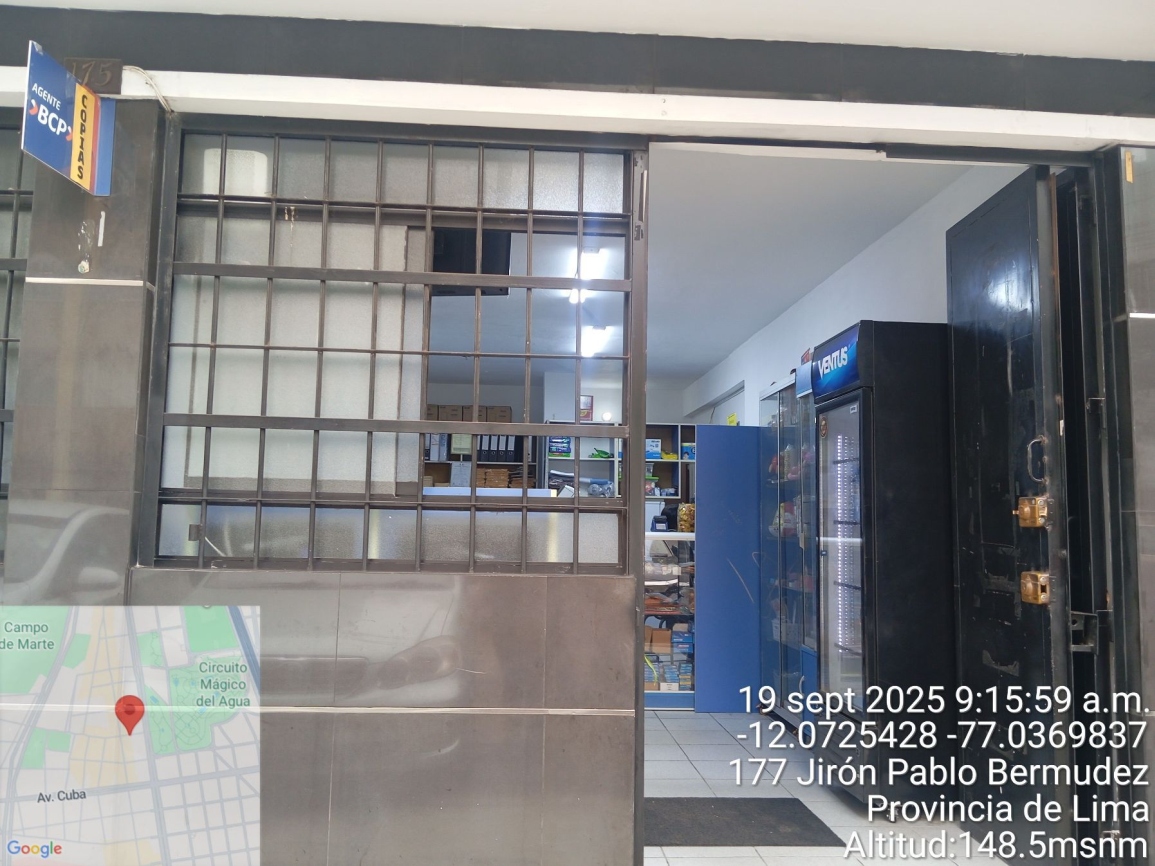 175
AGENTE
BCP
COPIAS
VENTUS
Campo
de Marte
Circuito
Mágico
del Agua
Av. Cuba
Google
19 sept 2025 9:15:59 a.m.
-12.0725428 -77.0369837
177 Jirón Pablo Bermudez
Provincia de Lima
Altitud:148.5msnm